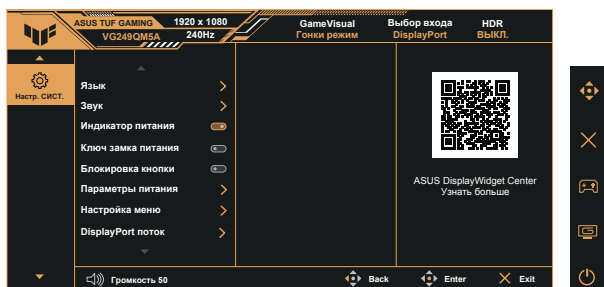 ASUS TUF GAMING
VG249QM5A
1920 x 1080
240Hz
GameVisual
Гонки режим
Выбор входа
DisplayPort
HDR
ВЫКЛ.
Настр. СИСТ.
Язык
Звук
Индикатор питания
Ключ замка питания
Блокировка кнопки
Параметры питания
Настройка меню
DisplayPort поток
ASUS DisplayWidget Center
Узнать больше
Громкость 50
Back
Enter
Exit